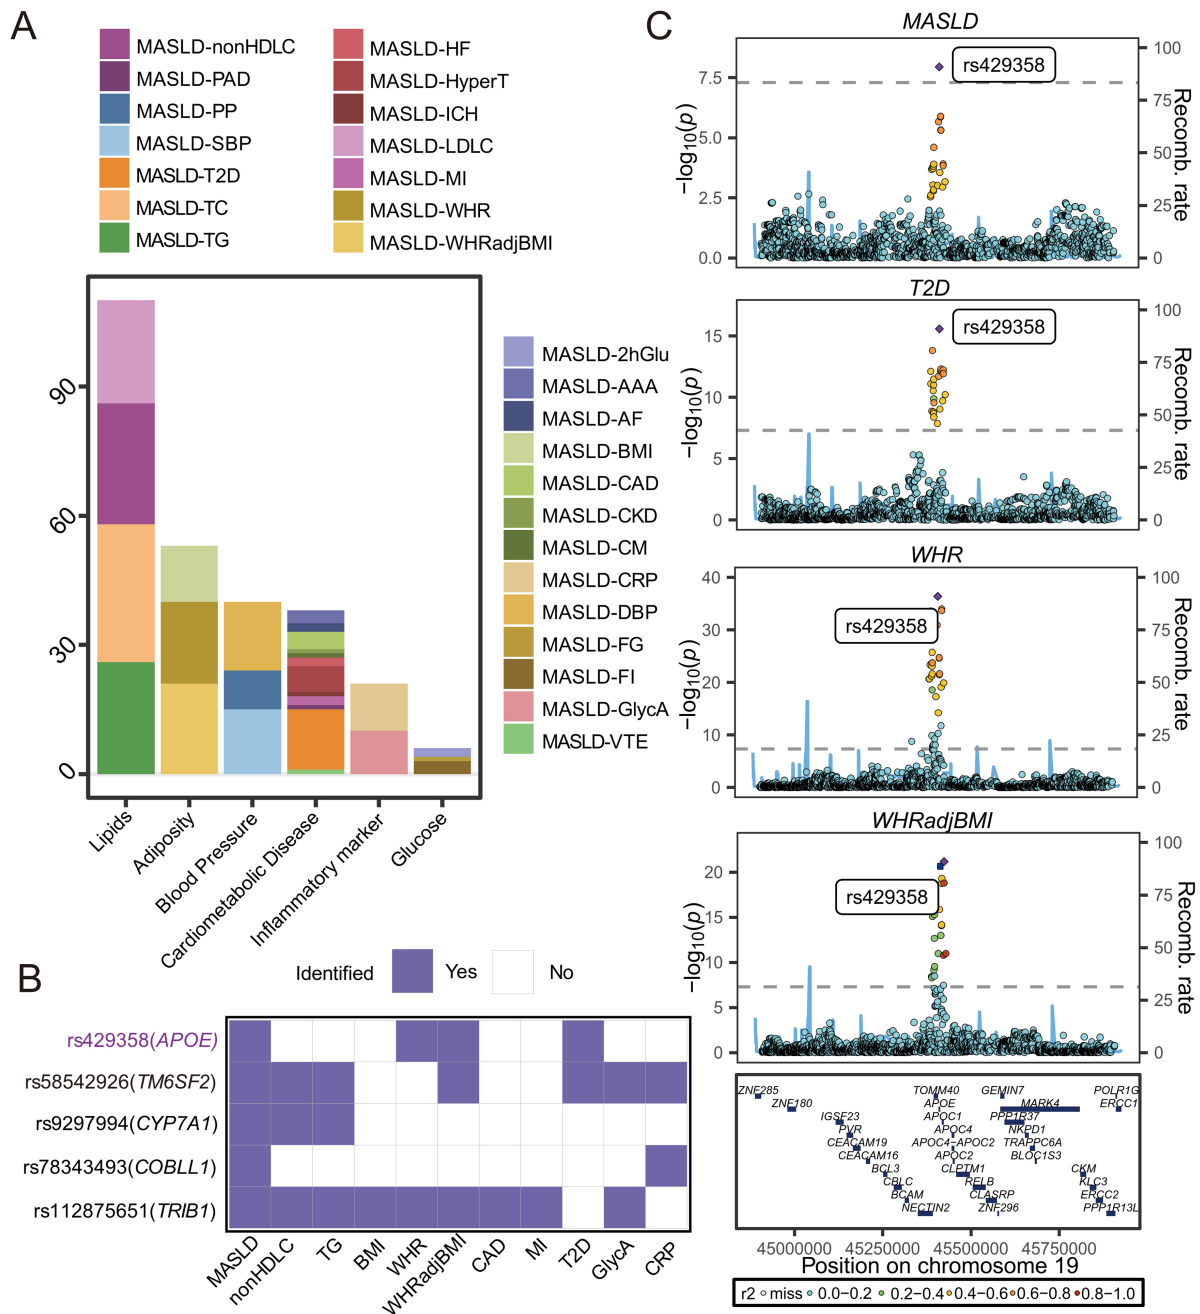 A
MASLD-nonHDLC
MASLD-PAD
MASLD-PP
MASLD-SBP
MASLD-T2D
MASLD-TC
MASLD-TG
MASLD-HF
MASLD-HyperT
MASLD-ICH
MASLD-LDLC
MASLD-MI
MASLD-WHR
MASLD-WHRadjBMI
90
60
30
0
Lipids
Adiposity
Blood Pressure
Cardiometabolic Disease
Inflammatory marker
Glucose
MASLD-2hGlu
MASLD-AAA
MASLD-AF
MASLD-BMI
MASLD-CAD
MASLD-CKD
MASLD-CM
MASLD-CRP
MASLD-DBP
MASLD-FG
MASLD-FI
MASLD-GlycA
MASLD-VTE
B
Identified Yes No
rs429358(APOE)
rs58542926(TM6SF2)
rs9297994(CYP7A1)
rs78343493(COBLL1)
rs112875651(TRIB1)
MASLD
nonHDLC
TG
BMI
WHR
WHRadjBMI
CAD
MI
T2D
GlycA
CRP
C
MASLD
rs429358
−log10(p)
7.5
5.0
2.5
0.0
100
75
50
25
0
Recomb. rate
T2D
rs429358
−log10(p)
15
10
5
0
100
75
50
25
0
Recomb. rate
WHR
rs429358
−log10(p)
40
30
20
10
0
100
75
50
25
0
Recomb. rate
WHRadjBMI
rs429358
−log10(p)
20
15
10
5
0
100
75
50
25
0
Recomb. rate
ZNF285 TOMM40 GEMIN7 POLR1G
ZNF180 APOE MARK4 ERCC1
IGSF23 APOC1 PPP1R37
PVR APOC4 NKPD1
CEACAM19 APOC4−APOC2 TRAPPC6A
CEACAM16 APOC2 BLOC1S3
BCL3 CLPTM1 CKM
CBLC RELB KLC3
BCAM CLASRP ERCC2
NECTIN2 ZNF296 PPP1R13L
45000000 45250000 45500000 45750000
Position on chromosome 19
r2 miss 0.0−0.2 0.2−0.4 0.4−0.6 0.6−0.8 0.8−1.0